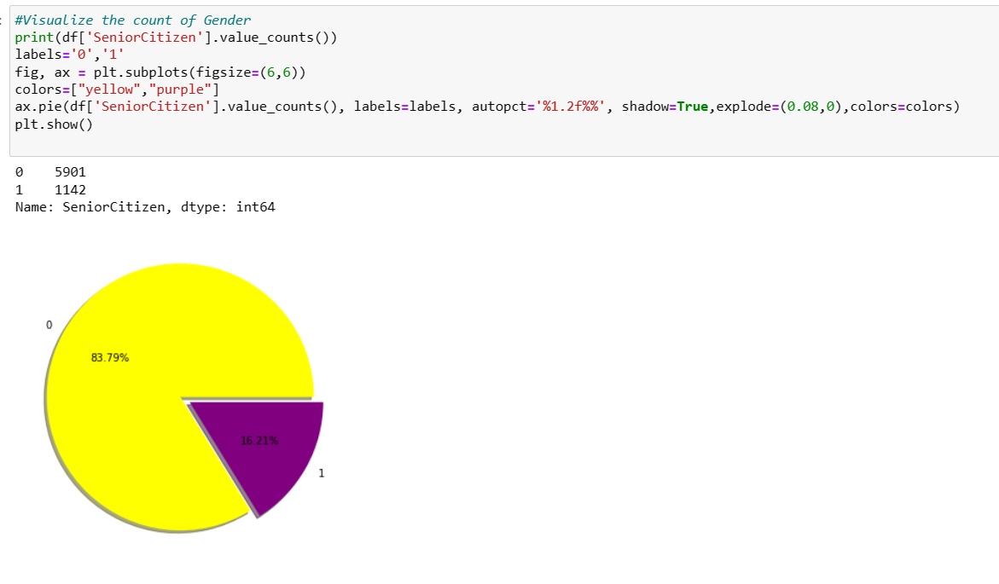 :
#Visualize the count of Gender
print(df['SeniorCitizen'].value_counts())
labels='0','1'
fig, ax = plt.subplots(figsize=(6,6))
colors=["yellow","purple"]
ax.pie(df['SeniorCitizen'].value_counts(), labels=labels, autopct='%1.2f%%', shadow=True,explode=(0.08,0),colors=colors)
plt.show()
0    5901
1    1142
Name: SeniorCitizen, dtype: int64
0
83.79%
16.21%
1